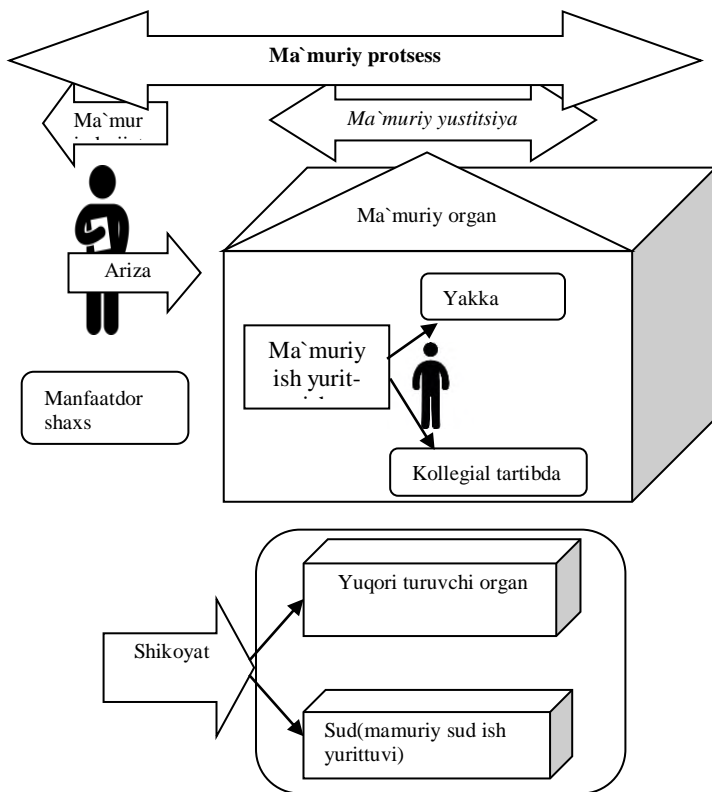 Ma`muriy protsess
Ma`mur
Ma`muriy yustitsiya
Ma`muriy organ
Ariza
Yakka
Ma`muriy
ish yurit-
Manfaatdor
shaxs
Kollegial tartibda
Yuqori turuvchi organ
Shikoyat
Sud(mamuriy sud ish
yurittuvi)